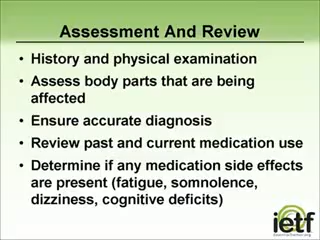 Assessment And Review
• History and physical examination
• Assess body parts that are being
affected
• Ensure accurate diagnosis
• Review past and current medication use
• Determine if any medication side effects
are present (fatigue, somnolence,
dizziness, cognitive deficits)
ietf